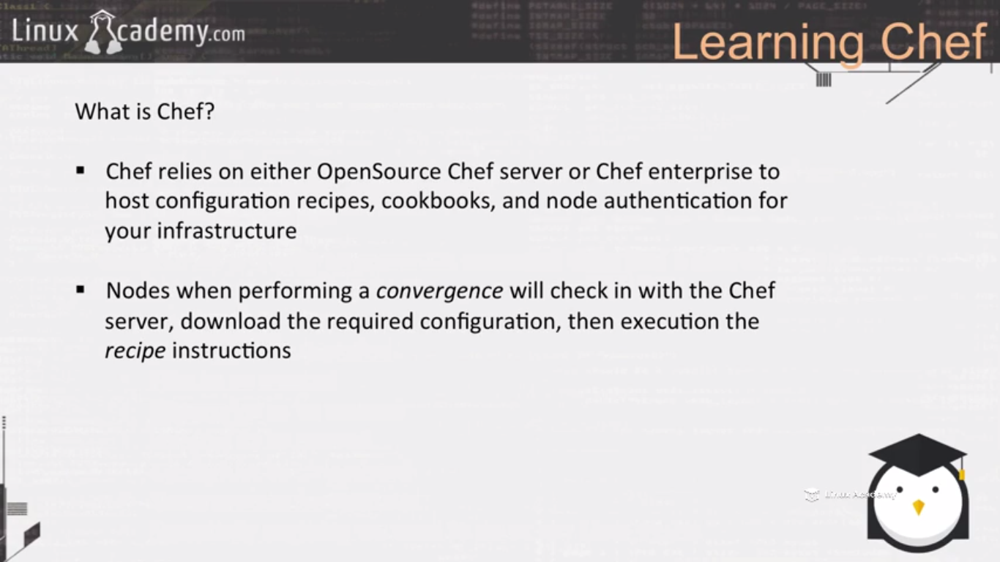 Linux Academy.com
Learning Chef
What is Chef?
▪ Chef relies on either OpenSource Chef server or Chef enterprise to
host configuration recipes, cookbooks, and node authentication for
your infrastructure
▪ Nodes when performing a convergence will check in with the Chef
server, download the required configuration, then execution the
recipe instructions
Linux Academy